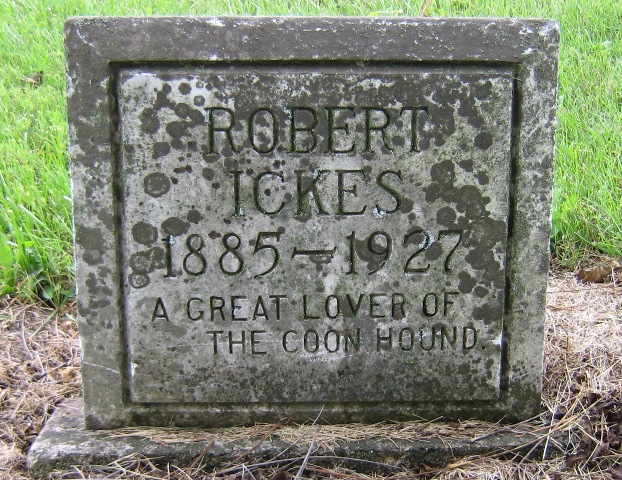 ROBERT
ICKES
1885–1927
A GREAT LOVER OF
THE COON HOUND.